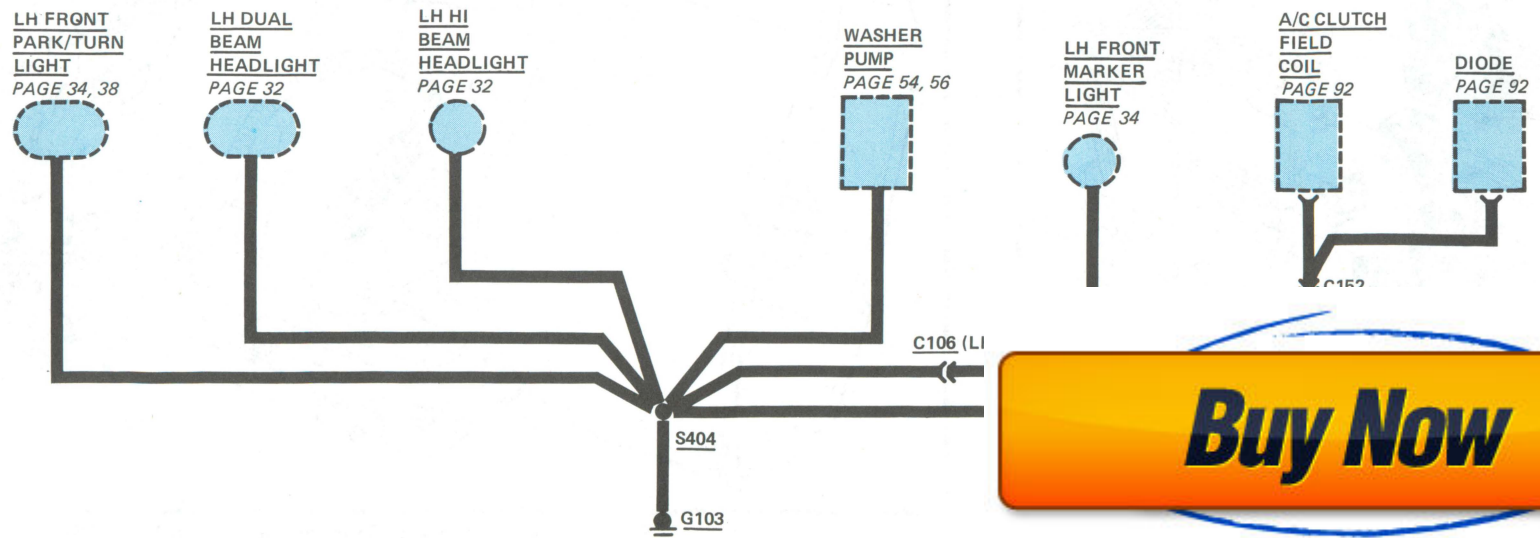 LH FRONT
PARK/TURN
LIGHT
PAGE 34, 38
LH DUAL
BEAM
HEADLIGHT
PAGE 32
LH HI
BEAM
HEADLIGHT
PAGE 32
WASHER
PUMP
PAGE 54, 56
LH FRONT
MARKER
LIGHT
PAGE 34
A/C CLUTCH
FIELD
COIL
PAGE 92
DIODE
PAGE 92
C152
C106 (L
S404
G103
Buy Now